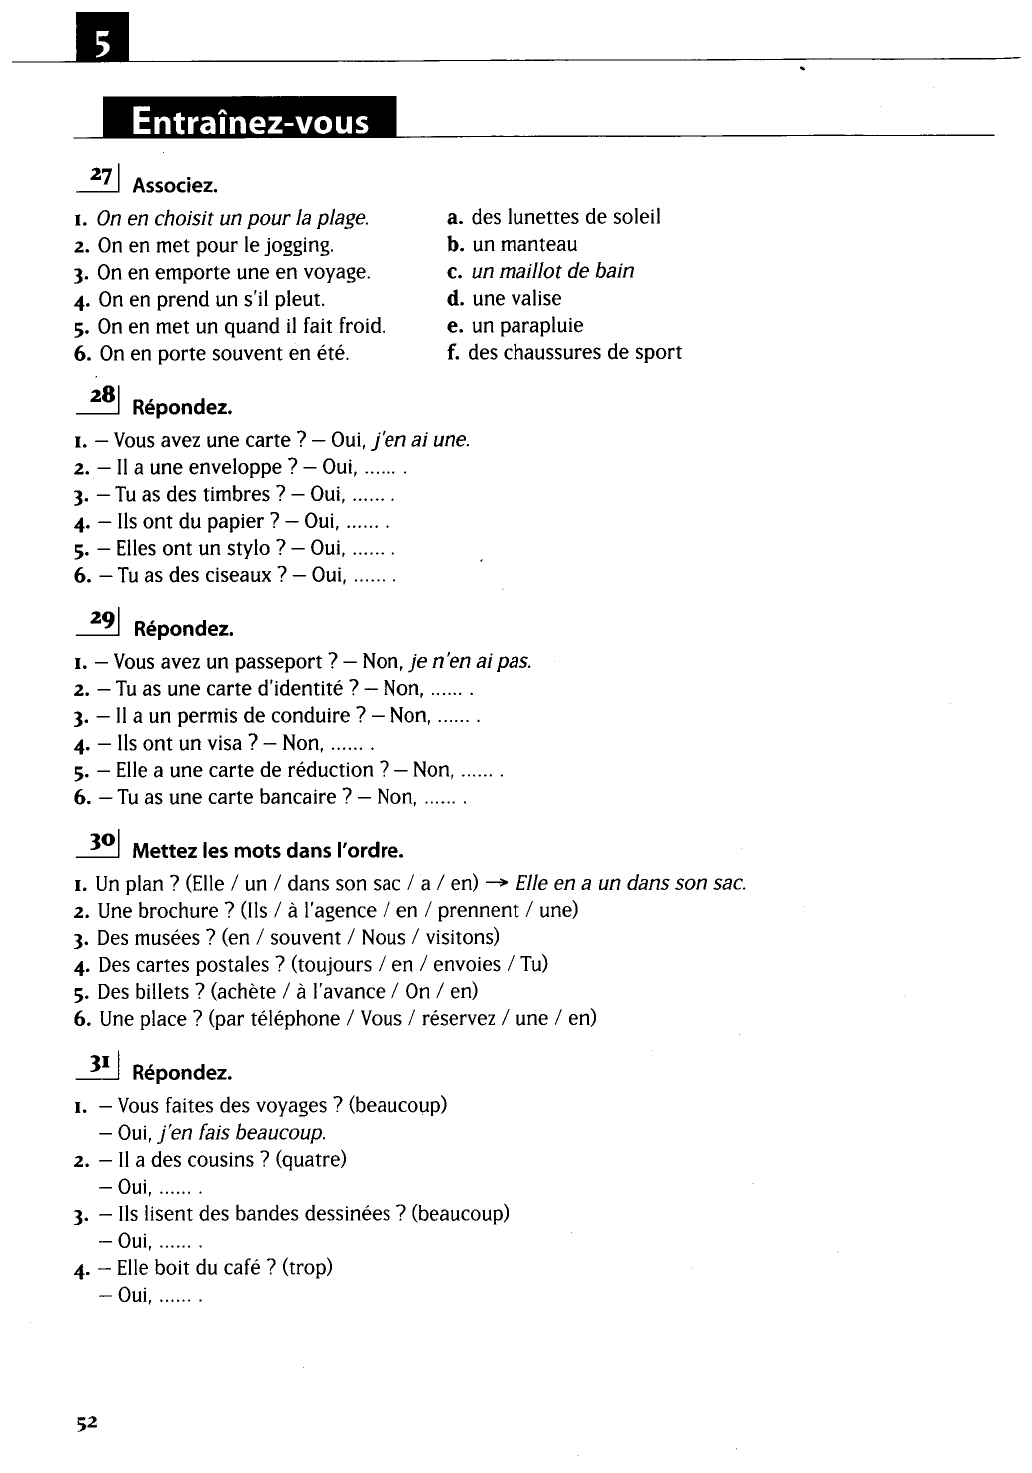 5
Entraînez-vous
27 Associez.
1. On en choisit un pour la plage.
2. On en met pour le jogging.
3. On en emporte une en voyage.
4. On en prend un s'il pleut.
5. On en met un quand il fait froid.
6. On en porte souvent en été.
a. des lunettes de soleil
b. un manteau
c. un maillot de bain
d. une valise
e. un parapluie
f. des chaussures de sport
28 Répondez.
1. – Vous avez une carte ? – Oui, j'en ai une.
2. – Il a une enveloppe ? – Oui, ...... .
3. – Tu as des timbres ? – Oui, ...... .
4. – Ils ont du papier ? – Oui, ...... .
5. – Elles ont un stylo ? – Oui, ...... .
6. – Tu as des ciseaux ? – Oui, ...... .
29 Répondez.
1. – Vous avez un passeport ? – Non, je n'en ai pas.
2. – Tu as une carte d'identité ? – Non, ...... .
3. – Il a un permis de conduire ? – Non, ...... .
4. – Ils ont un visa ? – Non, ...... .
5. – Elle a une carte de réduction ? – Non, ...... .
6. – Tu as une carte bancaire ? – Non, ...... .
30 Mettez les mots dans l'ordre.
1. Un plan ? (Elle / un / dans son sac / a / en) → Elle en a un dans son sac.
2. Une brochure ? (Ils / à l'agence / en / prennent / une)
3. Des musées ? (en / souvent / Nous / visitons)
4. Des cartes postales ? (toujours / en / envoies / Tu)
5. Des billets ? (achète / à l'avance / On / en)
6. Une place ? (par téléphone / Vous / réservez / une / en)
31 Répondez.
1. – Vous faites des voyages ? (beaucoup)
– Oui, j'en fais beaucoup.
2. – Il a des cousins ? (quatre)
– Oui, ...... .
3. – Ils lisent des bandes dessinées ? (beaucoup)
– Oui, ...... .
4. – Elle boit du café ? (trop)
– Oui, ...... .
52